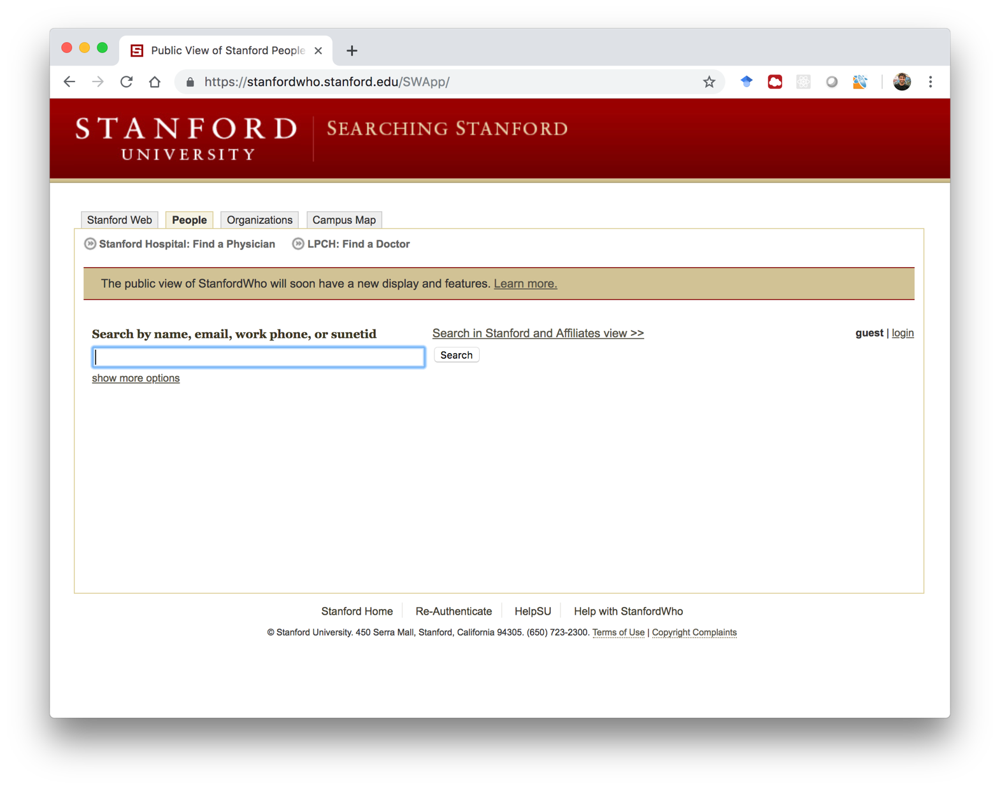 Public View of Stanford People
https://stanfordwho.stanford.edu/SWApp/
STANFORD
UNIVERSITY
SEARCHING STANFORD
Stanford Web People Organizations Campus Map
Stanford Hospital: Find a Physician LPCH: Find a Doctor
The public view of StanfordWho will soon have a new display and features. Learn more.
Search by name, email, work phone, or sunetid Search in Stanford and Affiliates view >> guest | login
Search
show more options
Stanford Home Re-Authenticate HelpSU Help with StanfordWho
© Stanford University. 450 Serra Mall, Stanford, California 94305. (650) 723-2300. Terms of Use | Copyright Complaints